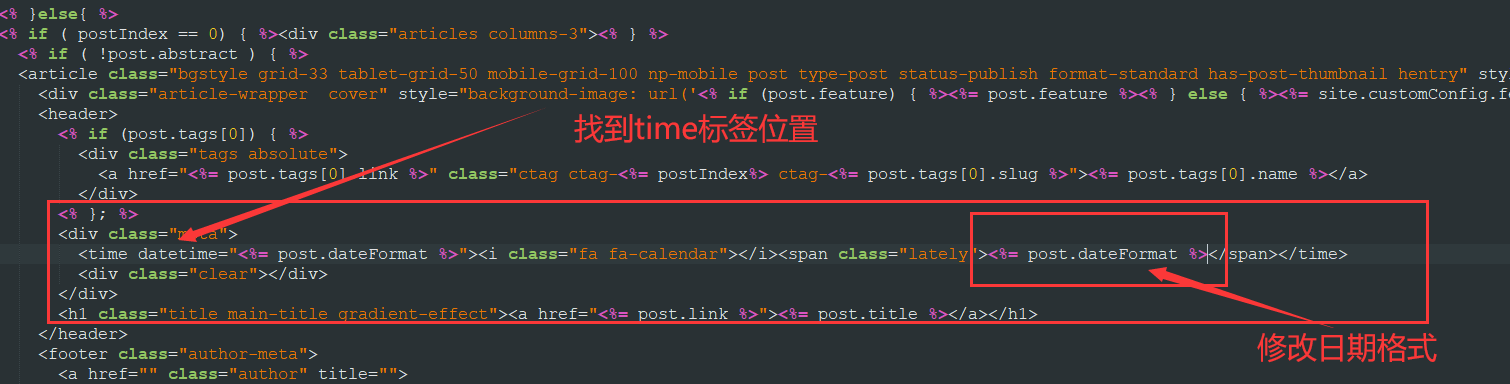 <% }else{ %>
<% if ( postIndex == 0) { %><div class="articles columns-3"><% } %>
<% if ( !post.abstract ) { %>
<article class="bgstyle grid-33 tablet-grid-50 mobile-grid-100 np-mobile post type-post status-publish format-standard has-post-thumbnail hentry" sty
<div class="article-wrapper  cover" style="background-image: url('<% if (post.feature) { %><%= post.feature %><% } else { %><%= site.customConfig.fe
<header>
找到time标签位置
<% if (post.tags[0]) { %>
<div class="tags absolute">
<a href="<%= post.tags[0].link %>" class="ctag ctag-<%= postIndex%> ctag-<%= post.tags[0].slug %>"><%= post.tags[0].name %></a>
</div>
<% }; %>
<div class="meta">
<time datetime="<%= post.dateFormat %>"><i class="fa fa-calendar"></i><span class="lately"><%= post.dateFormat %></span></time>
<div class="clear"></div>
</div>
<h1 class="title main-title gradient-effect"><a href="<%= post.link %>"><%= post.title %></a></h1>
</header>
修改日期格式
<footer class="author-meta">
<a href="" class="author" title="">